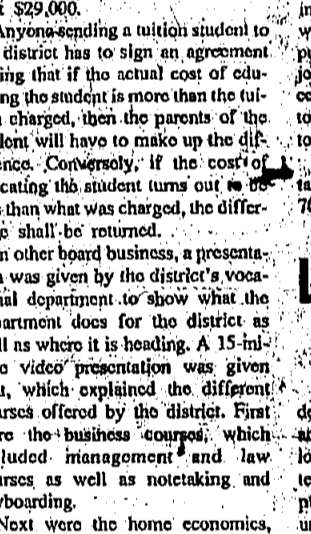 $29,000.
Anyone sending a tuition student to
district has to sign an agreement
ing that if the actual cost of edu-
ng the student is more than the tui-
charged, then the parents of the
dent will have to make up the dif-
ence. Conversely, if the cost of
cating the student turns out to be
than what was charged, the differ-
e shall be returned.
n other board business, a presenta-
was given by the district's voca-
nal department to show what the
artment does for the district as
ll as where it is heading. A 15-mi-
e video presentation was given
t, which explained the different
urses offered by the district. First
re the business courses, which
luded management and law
urses as well as notetaking and
yboarding.
Next were the home economics,